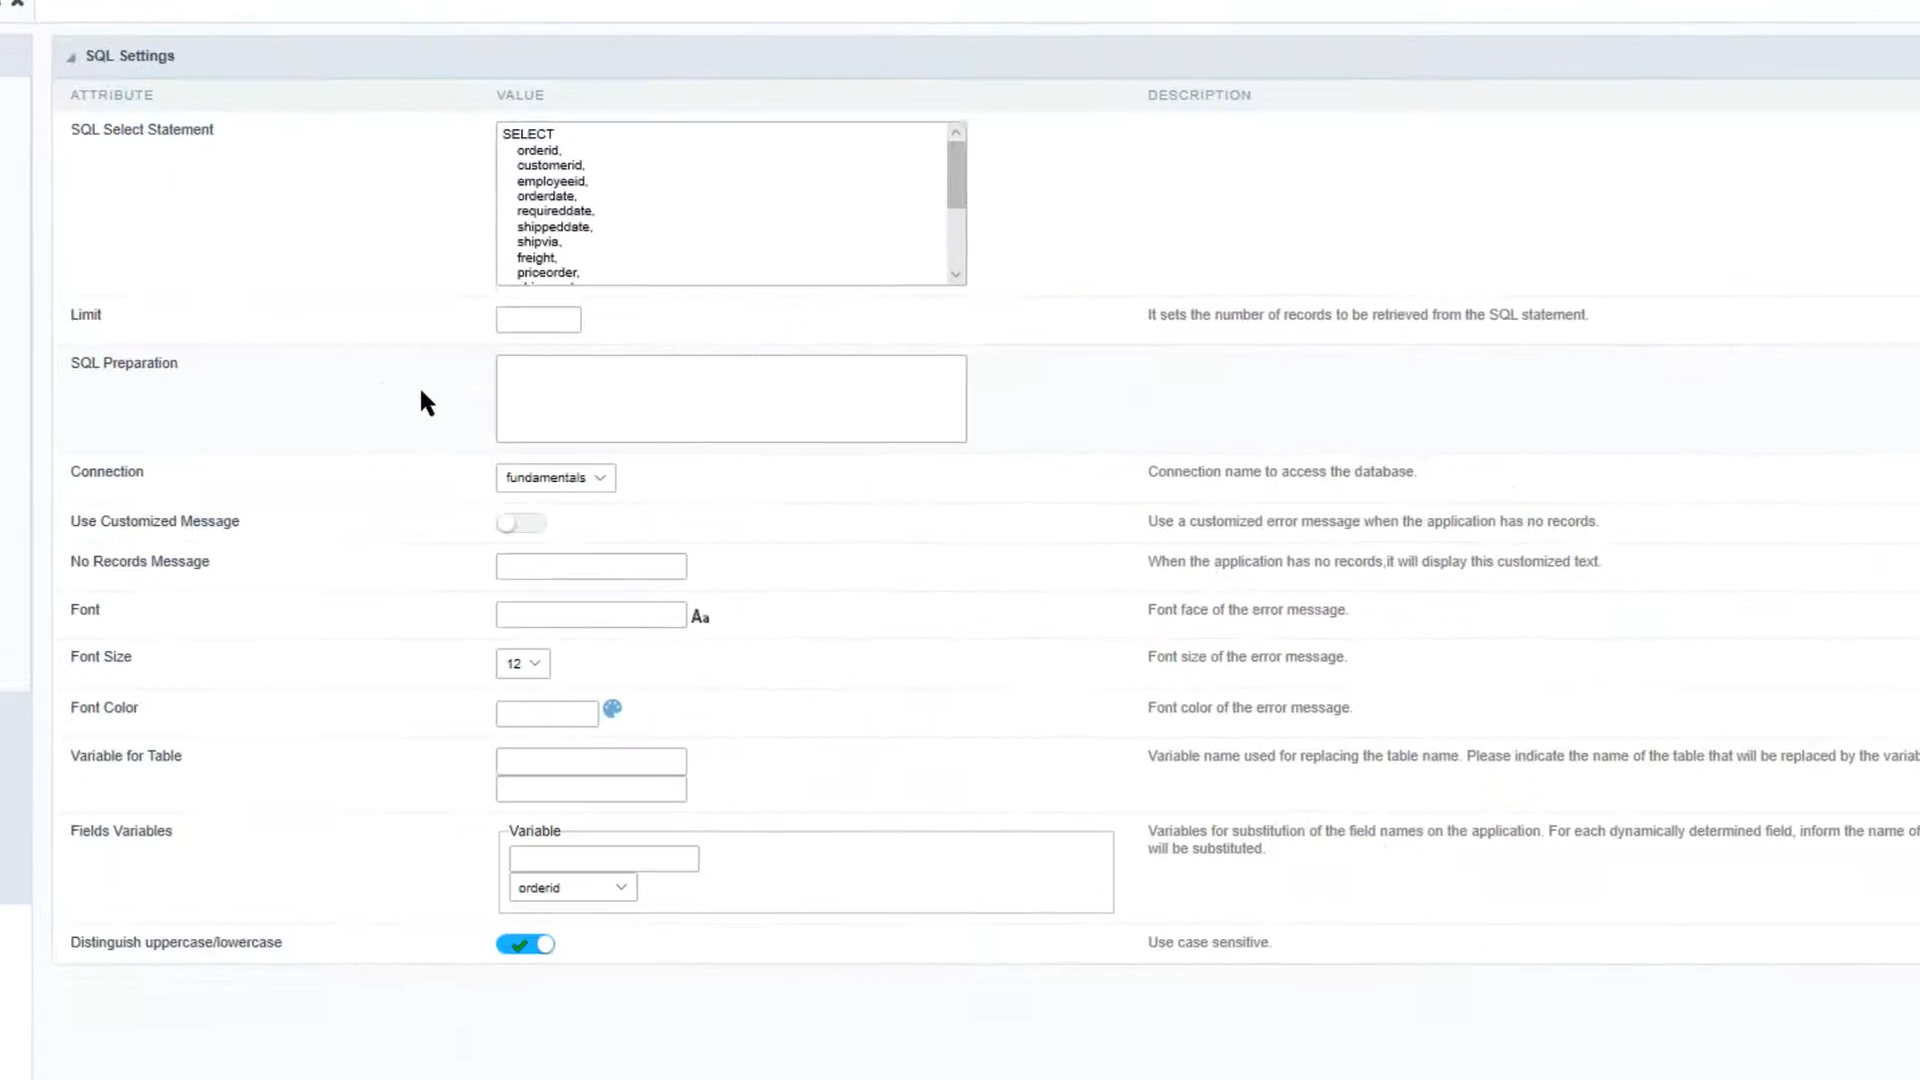 SQL Settings
ATTRIBUTE VALUE DESCRIPTION
SQL Select Statement
SELECT
orderid,
customerid,
employeeid,
orderdate,
requireddate,
shippeddate,
shipvia,
freight,
priceorder,
Limit It sets the number of records to be retrieved from the SQL statement.
SQL Preparation
Connection fundamentals Connection name to access the database.
Use Customized Message Use a customized error message when the application has no records.
No Records Message When the application has no records,it will display this customized text.
Font Aa Font face of the error message.
Font Size 12 Font size of the error message.
Font Color Font color of the error message.
Variable for Table Variable name used for replacing the table name. Please indicate the name of the table that will be replaced by the
Fields Variables Variable Variables for substitution of the field names on the application. For each dynamically determined field, inform the name of
will be substituted.
orderid
Distinguish uppercase/lowercase Use case sensitive.